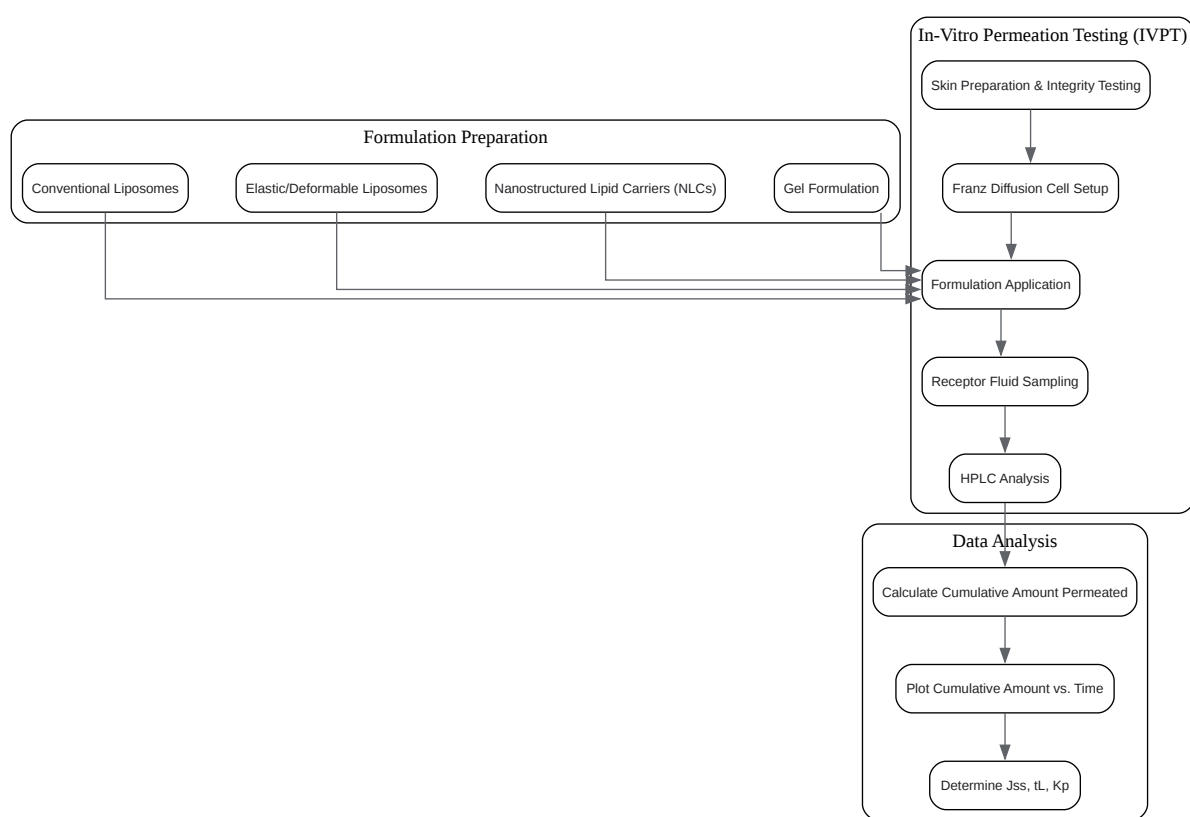 In-Vitro Permeation Testing (IVPT)
Skin Preparation & Integrity Testing
Formulation Preparation
Conventional Liposomes
Elastic/Deformable Liposomes
Nanostructured Lipid Carriers (NLCs)
Gel Formulation
Franz Diffusion Cell Setup
Formulation Application
Receptor Fluid Sampling
HPLC Analysis
Data Analysis
Calculate Cumulative Amount Permeated
Plot Cumulative Amount vs. Time
Determine Jss, tL, Kp